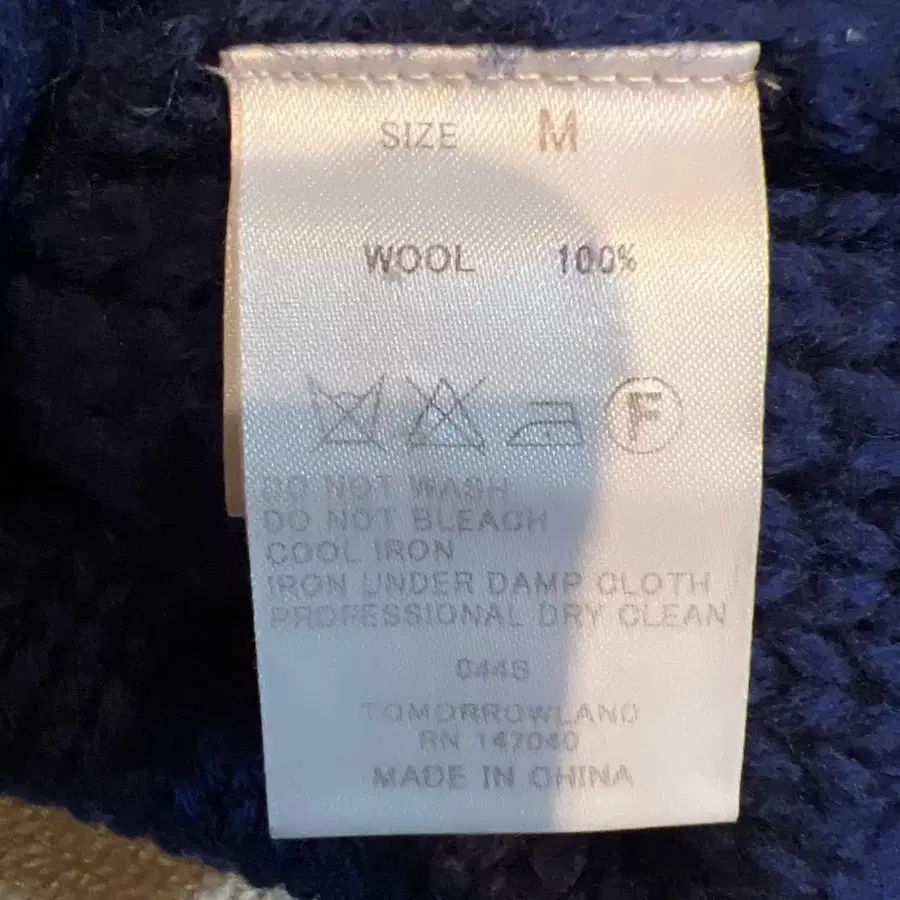 SIZE M
WOOL 100%
F
DO NOT WASH
DO NOT BLEACH
COOL IRON
IRON UNDER DAMP CLOTH
PROFESSIONAL DRY CLEAN
TOMORROWLAND
RN 147040
MADE IN CHINA